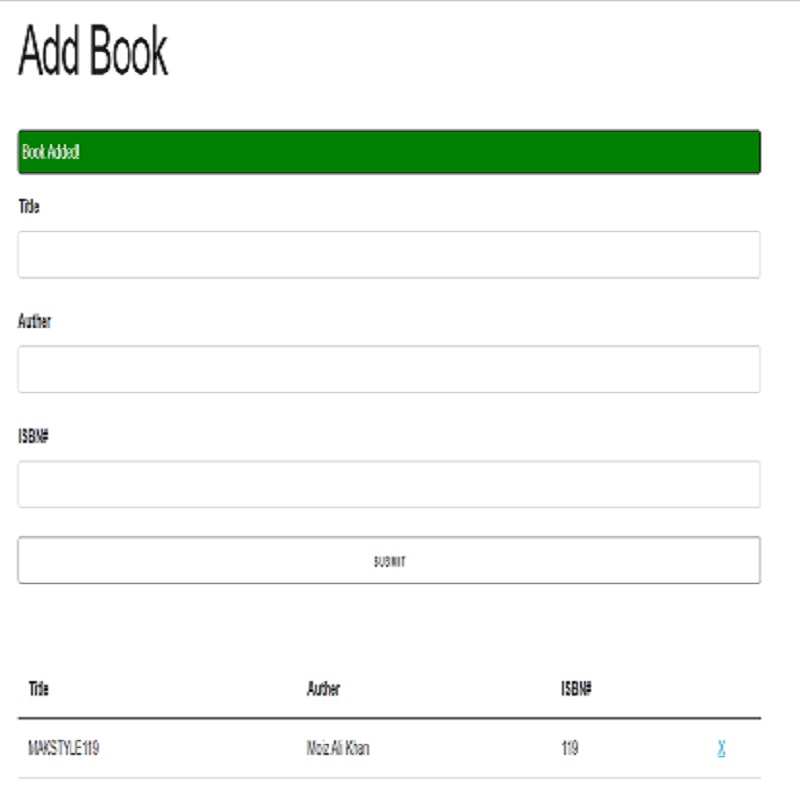 Add Book
Book Added!
Title
Auther
ISBN#
SUBMIT
Title Auther ISBN#
MAKSTYLE119 Moiz Ali Khan 119 X